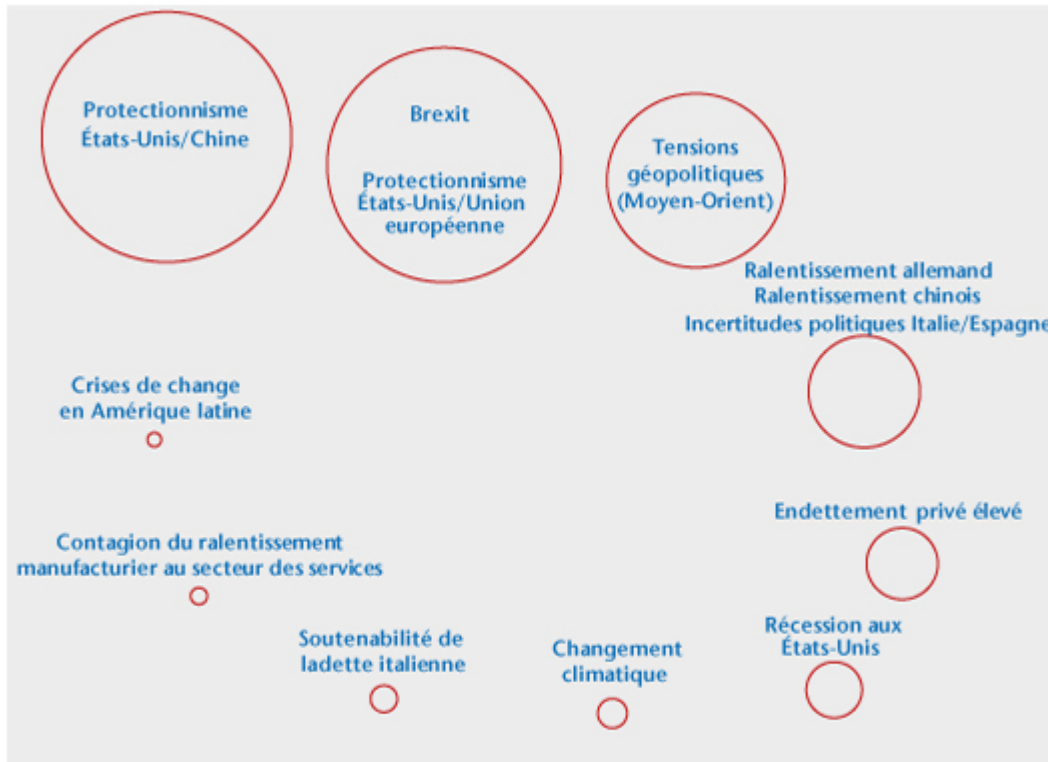 Protectionnisme
États-Unis/Chine
Brexit
Protectionnisme
États-Unis/Union
européenne
Tensions
géopolitiques
(Moyen-Orient)
Ralentissement allemand
Ralentissement chinois
Incertitudes politiques Italie/Espagne
Crises de change
en Amérique latine
Endettement privé élevé
Contagion du ralentissement
manufacturier au secteur des services
Soutenabilité de
ladette italienne
Changement
climatique
Récession aux
États-Unis